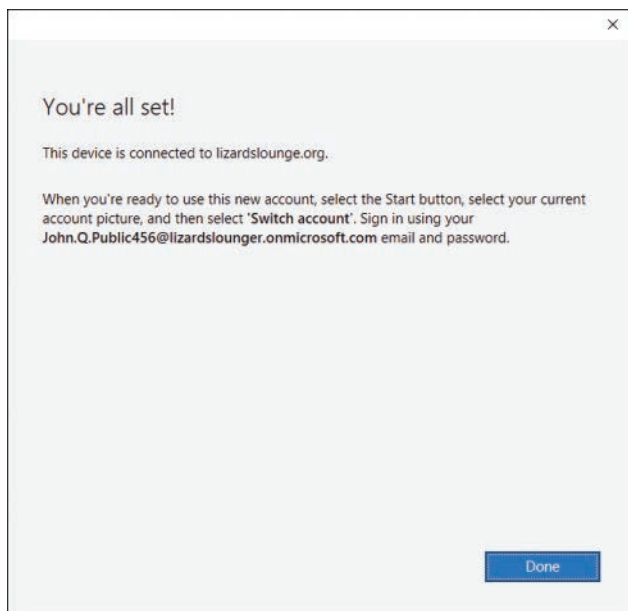 You're all set!
This device is connected to lizardslounge.org.
When you're ready to use this new account, select the Start button, select your current
account picture, and then select 'Switch account'. Sign in using your
John.Q.Public456@lizardslounger.onmicrosoft.com email and password.
Done